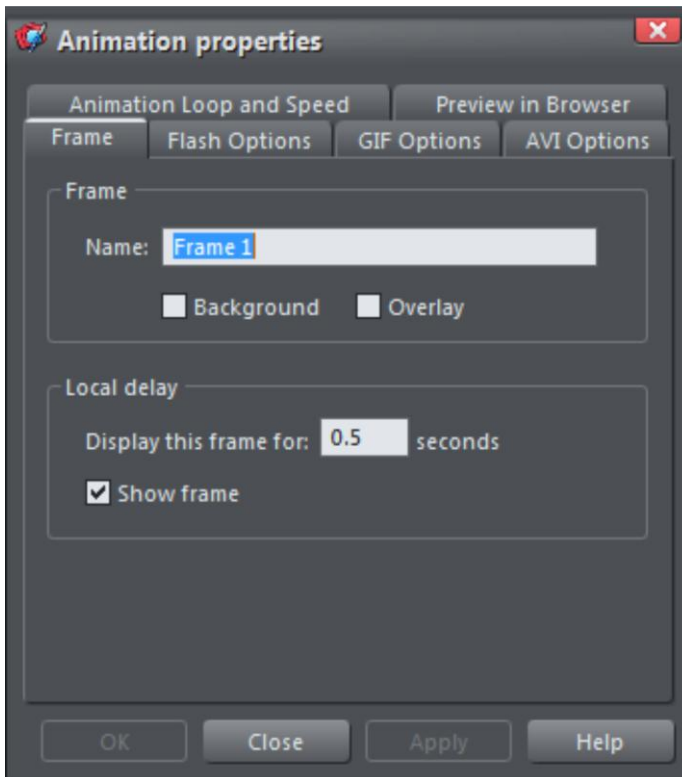 Animation properties
Animation Loop and Speed Preview in Browser
Frame Flash Options GIF Options AVI Options
Frame
Name: Frame 1
Background Overlay
Local delay
Display this frame for: 0.5 seconds
Show frame
OK Close Apply Help